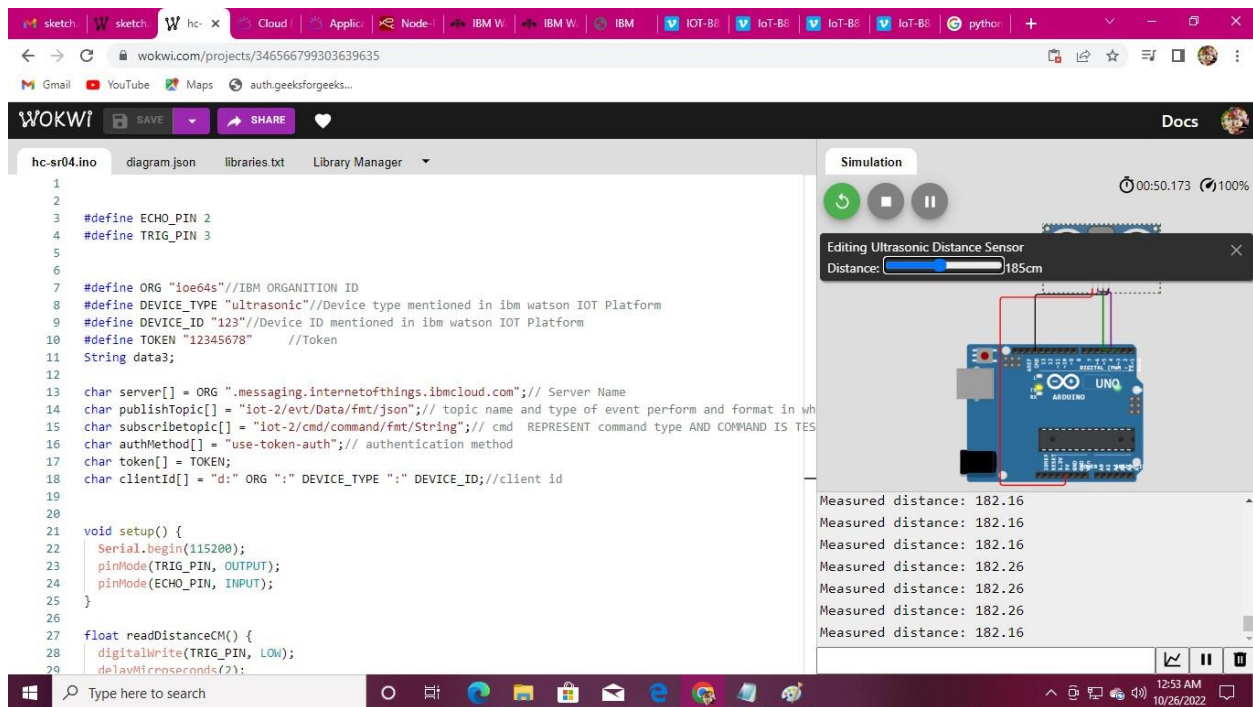 sketch.
sketch.
hc-
Cloud
Applica
Node-
IBM W
IBM W
IBM
IOT-B8
IoT-B8
IoT-B8
IoT-B8
python
wokwi.com/projects/346566799303639635
Gmail
YouTube
Maps
auth.geeksforgeeks...
WOKWI
SAVE
SHARE
Docs
hc-sr04.ino
diagram.json
libraries.txt
Library Manager
Simulation
1
2
3 #define ECHO_PIN 2
4 #define TRIG_PIN 3
5
6
7 #define ORG "ioe64s"//IBM ORGANITION ID
8 #define DEVICE_TYPE "ultrasonic"//Device type mentioned in ibm watson IOT Platform
9 #define DEVICE_ID "123"//Device ID mentioned in ibm watson IOT Platform
10 #define TOKEN "12345678" //Token
11 String data3;
12
13 char server[] = ORG ".messaging.internetofthings.ibmcloud.com";// Server Name
14 char publishTopic[] = "iot-2/evt/Data/fmt/json";// topic name and type of event perform and format in wh
15 char subscribetopic[] = "iot-2/cmd/command/fmt/String";// cmd REPRESENT command type AND COMMAND IS TES
16 char authMethod[] = "use-token-auth";// authentication method
17 char token[] = TOKEN;
18 char clientId[] = "d:" ORG ":" DEVICE_TYPE ":" DEVICE_ID;//client id
19
20
21 void setup() {
22 Serial.begin(115200);
23 pinMode(TRIG_PIN, OUTPUT);
24 pinMode(ECHO_PIN, INPUT);
25 }
26
27 float readDistanceCM() {
28 digitalWrite(TRIG_PIN, LOW);
29 delayMicroseconds(2);
00:50.173 100%
Editing Ultrasonic Distance Sensor
Distance: 185cm
DIGITAL (PWM ~)
UNO
ARDUINO
Measured distance: 182.16
Measured distance: 182.16
Measured distance: 182.16
Measured distance: 182.26
Measured distance: 182.26
Measured distance: 182.26
Measured distance: 182.16
Type here to search
12:53 AM
10/26/2022